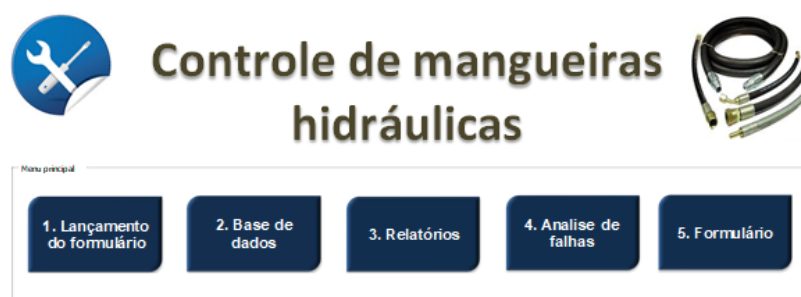 Controle de mangueiras
hidráulicas
Menu principal
1. Lançamento
do formulário
2. Base de
dados
3. Relatórios
4. Analise de
falhas
5. Formulário